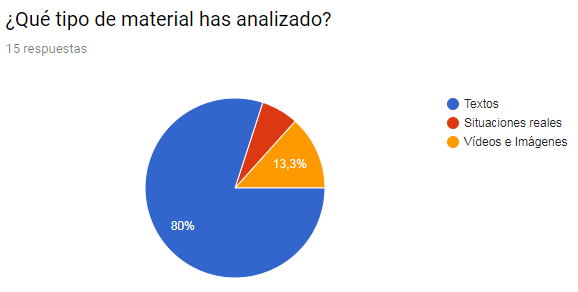 ¿Qué tipo de material has analizado?
15 respuestas
Textos
Situaciones reales
Vídeos e Imágenes
13,3%
80%